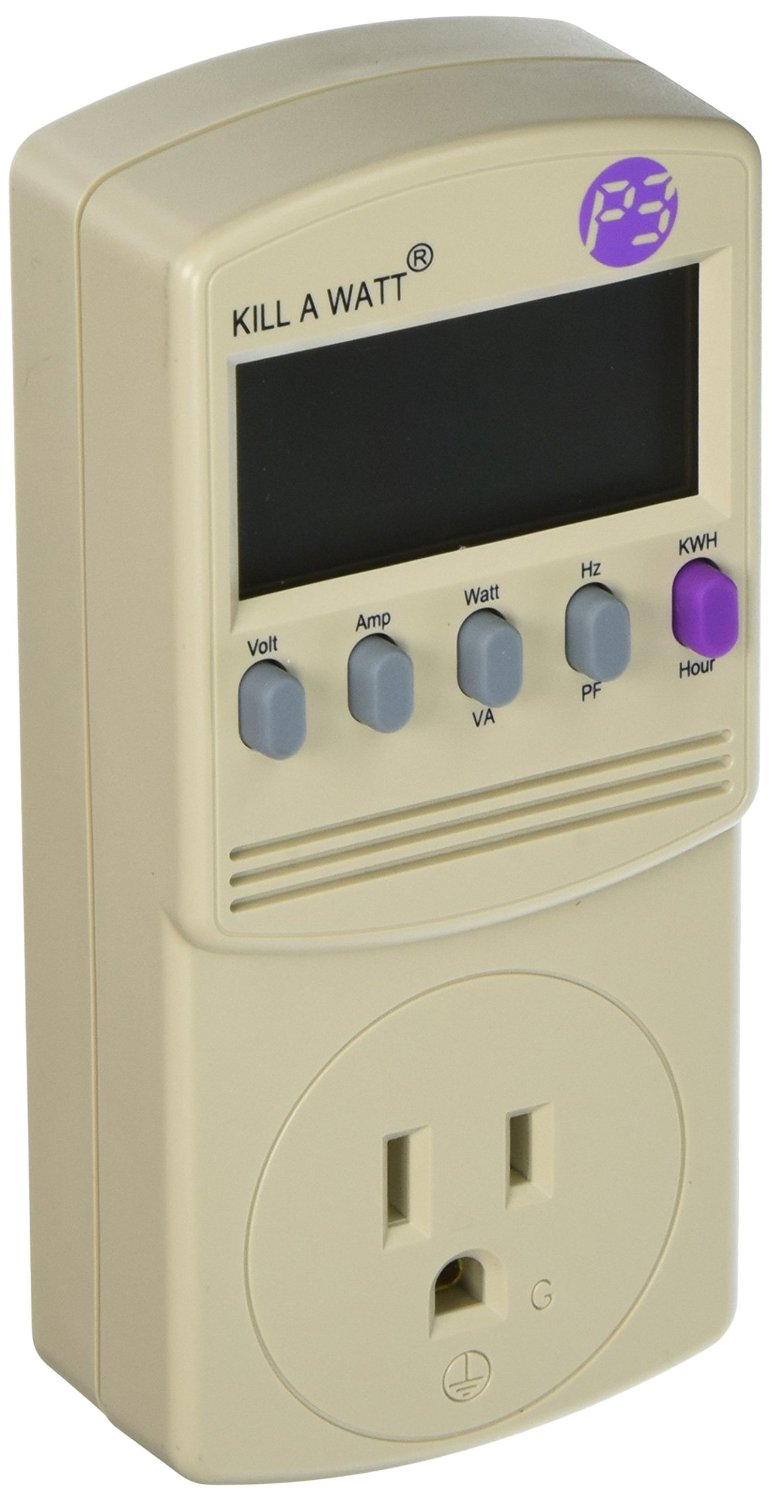 P3
KILL A WATT®
Volt Amp Watt Hz KWH
VA PF Hour
G